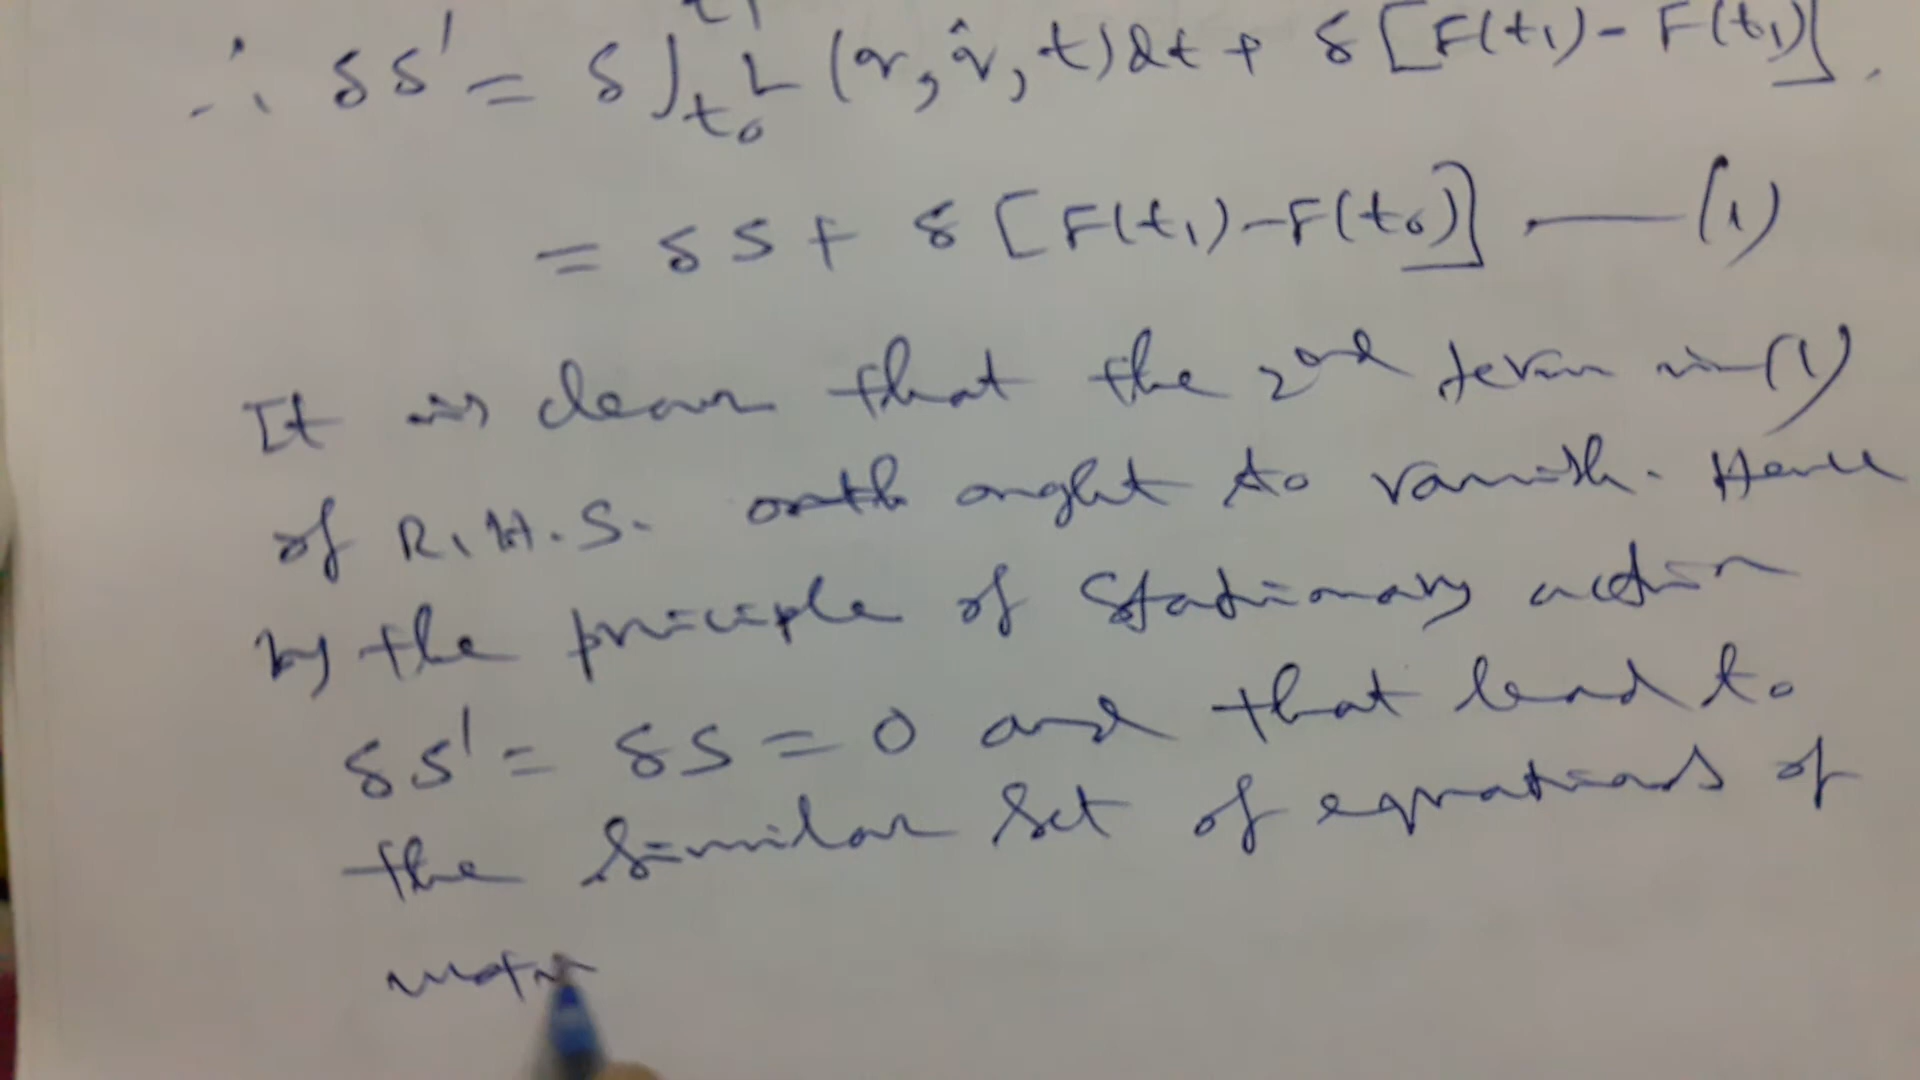 ∴ δS' = δ∫_{t₀}^{t₁} L (q, q̇, t)dt + δ[F(t₁) - F(t₁)].
= δS + δ [F(t₁) - F(t₀)] —— (1)
It is clear that the 2nd term in (1)
of R.H.S. ought to vanish. Hence
by the principle of Stationary action
δS' = δS = 0 and that lead to
the similar set of equations of
motio